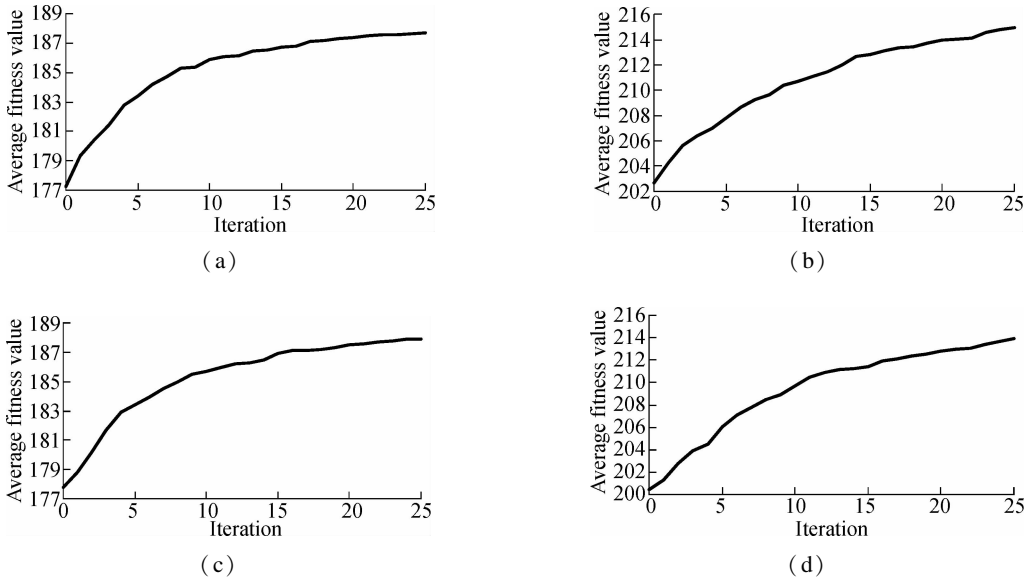 Average fitness value
189
187
185
183
181
179
177
0 5 10 15 20 25
Iteration
(a)
Average fitness value
216
214
212
210
208
206
204
202
0 5 10 15 20 25
Iteration
(b)
Average fitness value
189
187
185
183
181
179
177
0 5 10 15 20 25
Iteration
(c)
Average fitness value
216
214
212
210
208
206
204
202
200
0 5 10 15 20 25
Iteration
(d)